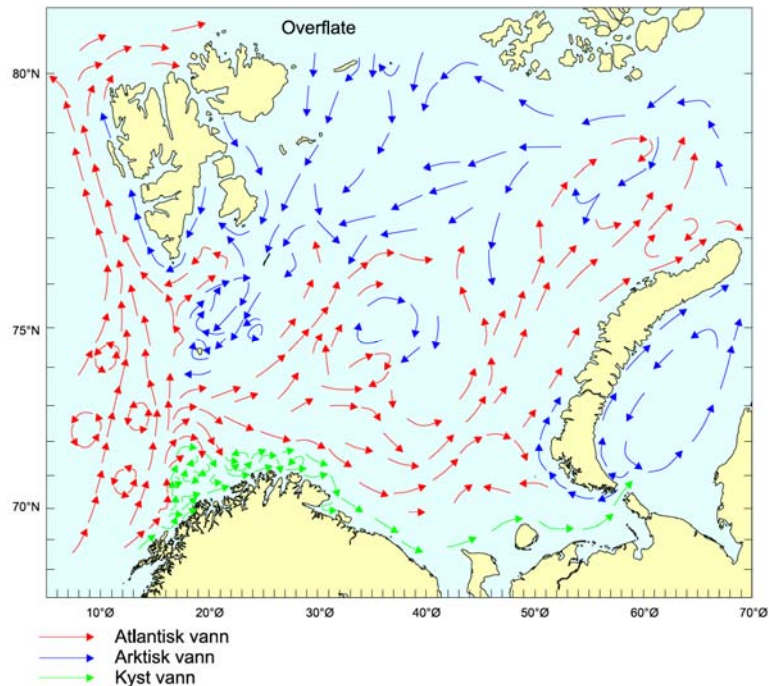 Overflate
80°N
75°N
70°N
10°Ø 20°Ø 30°Ø 40°Ø 50°Ø 60°Ø 70°Ø
Atlantisk vann
Arktisk vann
Kyst vann